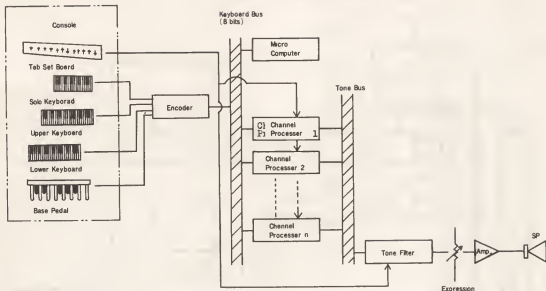 Console
Tab Set Board
Solo Keyborad
Upper Keyboard
Lower Keyboard
Base Pedal
Encoder
Keyboard Bus
(8 bits)
Micro
Computer
Tone Bus
Channel
Processer 1
Channel
Processer 2
Channel
Processer n
Tone Filter
Expression
Amp.
SP